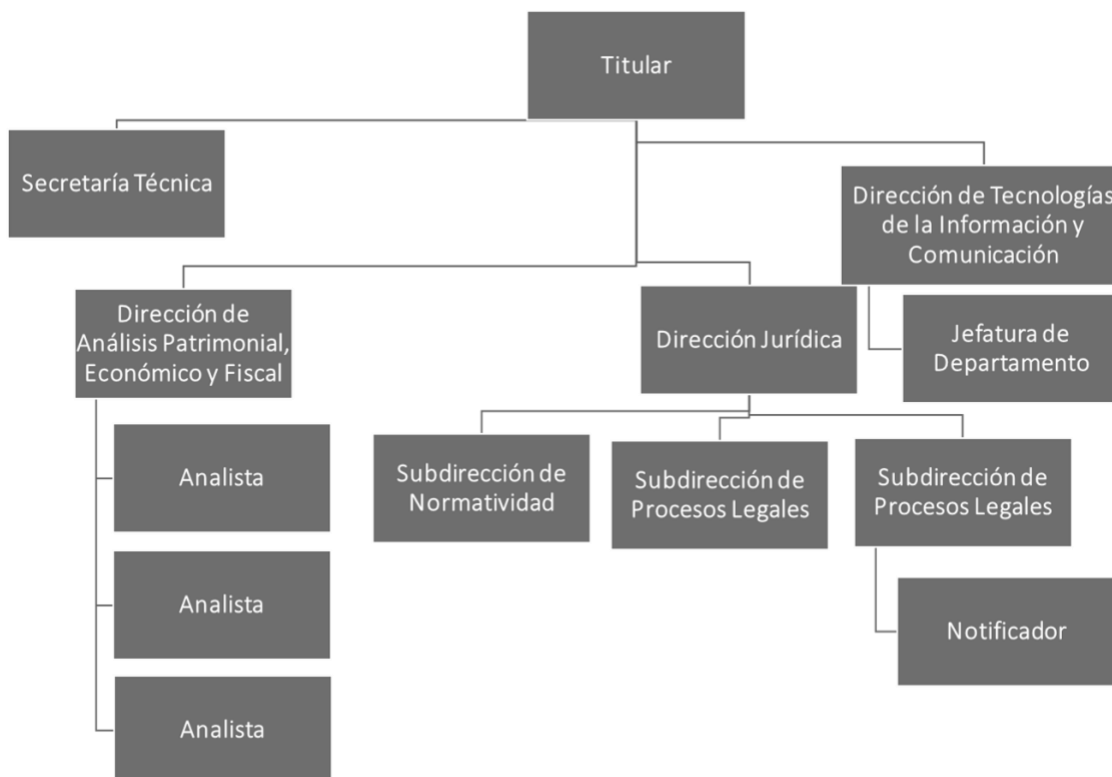 Titular
Secretaría Técnica
Dirección de Tecnologías
de la Información y
Comunicación
Dirección de
Análisis Patrimonial,
Económico y Fiscal
Dirección Jurídica
Jefatura de
Departamento
Analista
Subdirección de
Normatividad
Subdirección de
Procesos Legales
Subdirección de
Procesos Legales
Analista
Notificador
Analista